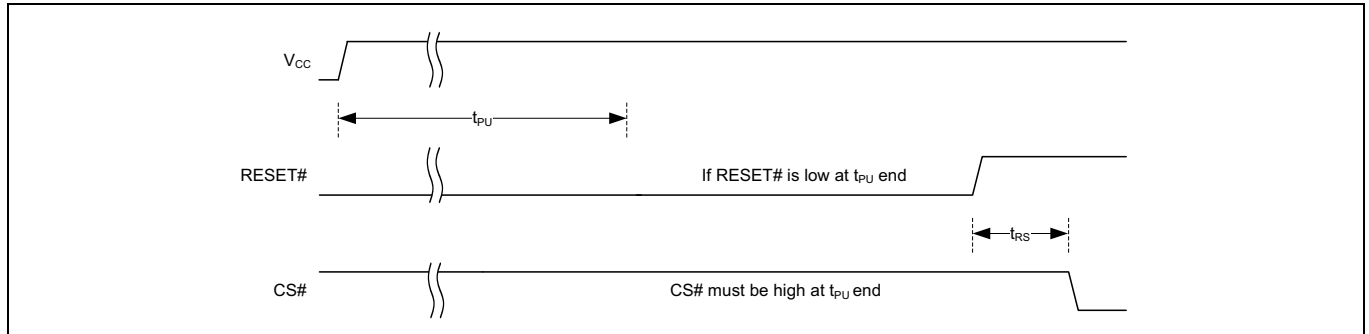 VCC
tPU
RESET#
If RESET# is low at tPU end
tRS
CS#
CS# must be high at tPU end